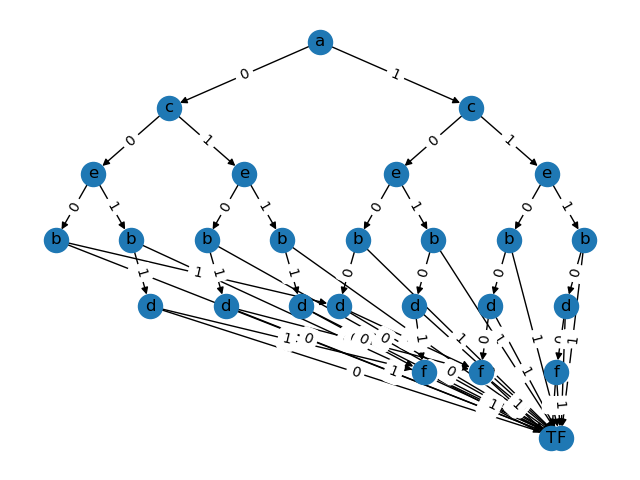 a
0 1
c c
0 1 0 1
e e e e
0 1 0 1 0 1 0 1
b b b b b b b b
1 1 1 1 0 0 0 0
d d d d d d d
1 0 0 0 1 1 0 1 1 0 1
0 1 f 0 f 1 f
1 1 1
T F